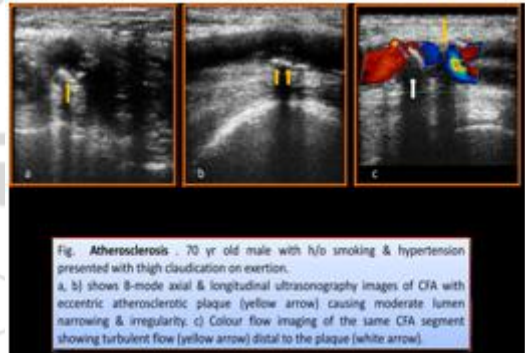 a
b
c
Fig. Atherosclerosis . 70 yr old male with h/o smoking & hypertension
presented with thigh claudication on exertion.
a, b) shows B-mode axial & longitudinal ultrasonography images of CFA with
eccentric atherosclerotic plaque (yellow arrow) causing moderate lumen
narrowing & irregularity. c) Colour flow imaging of the same CFA segment
showing turbulent flow (yellow arrow) distal to the plaque (white arrow).